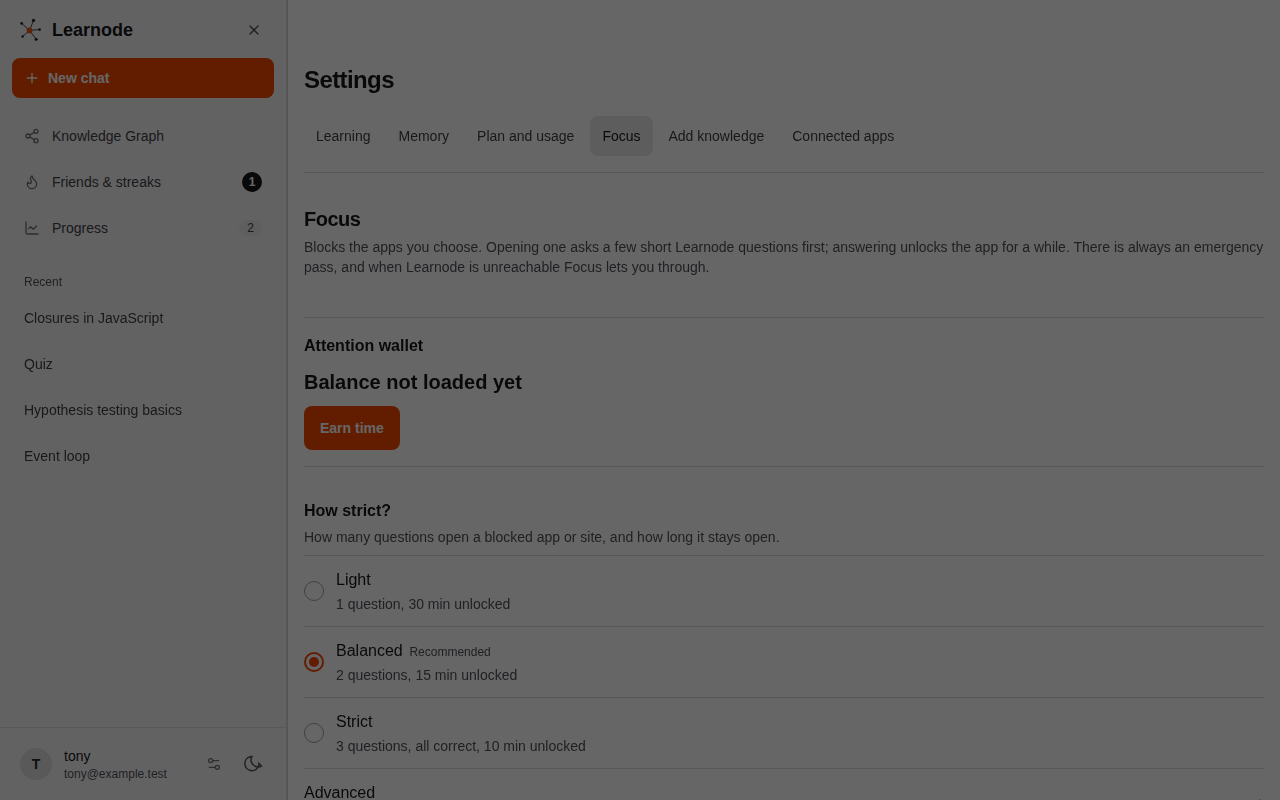 Learnode
New chat
Knowledge Graph
Friends & streaks
1
Progress
2
Recent
Closures in JavaScript
Quiz
Hypothesis testing basics
Event loop
T
tony
tony@example.test
Settings
Learning
Memory
Plan and usage
Focus
Add knowledge
Connected apps
Focus
Blocks the apps you choose. Opening one asks a few short Learnode questions first; answering unlocks the app for a while. There is always an emergency
pass, and when Learnode is unreachable Focus lets you through.
Attention wallet
Balance not loaded yet
Earn time
How strict?
How many questions open a blocked app or site, and how long it stays open.
Light
1 question, 30 min unlocked
Balanced Recommended
2 questions, 15 min unlocked
Strict
3 questions, all correct, 10 min unlocked
Advanced